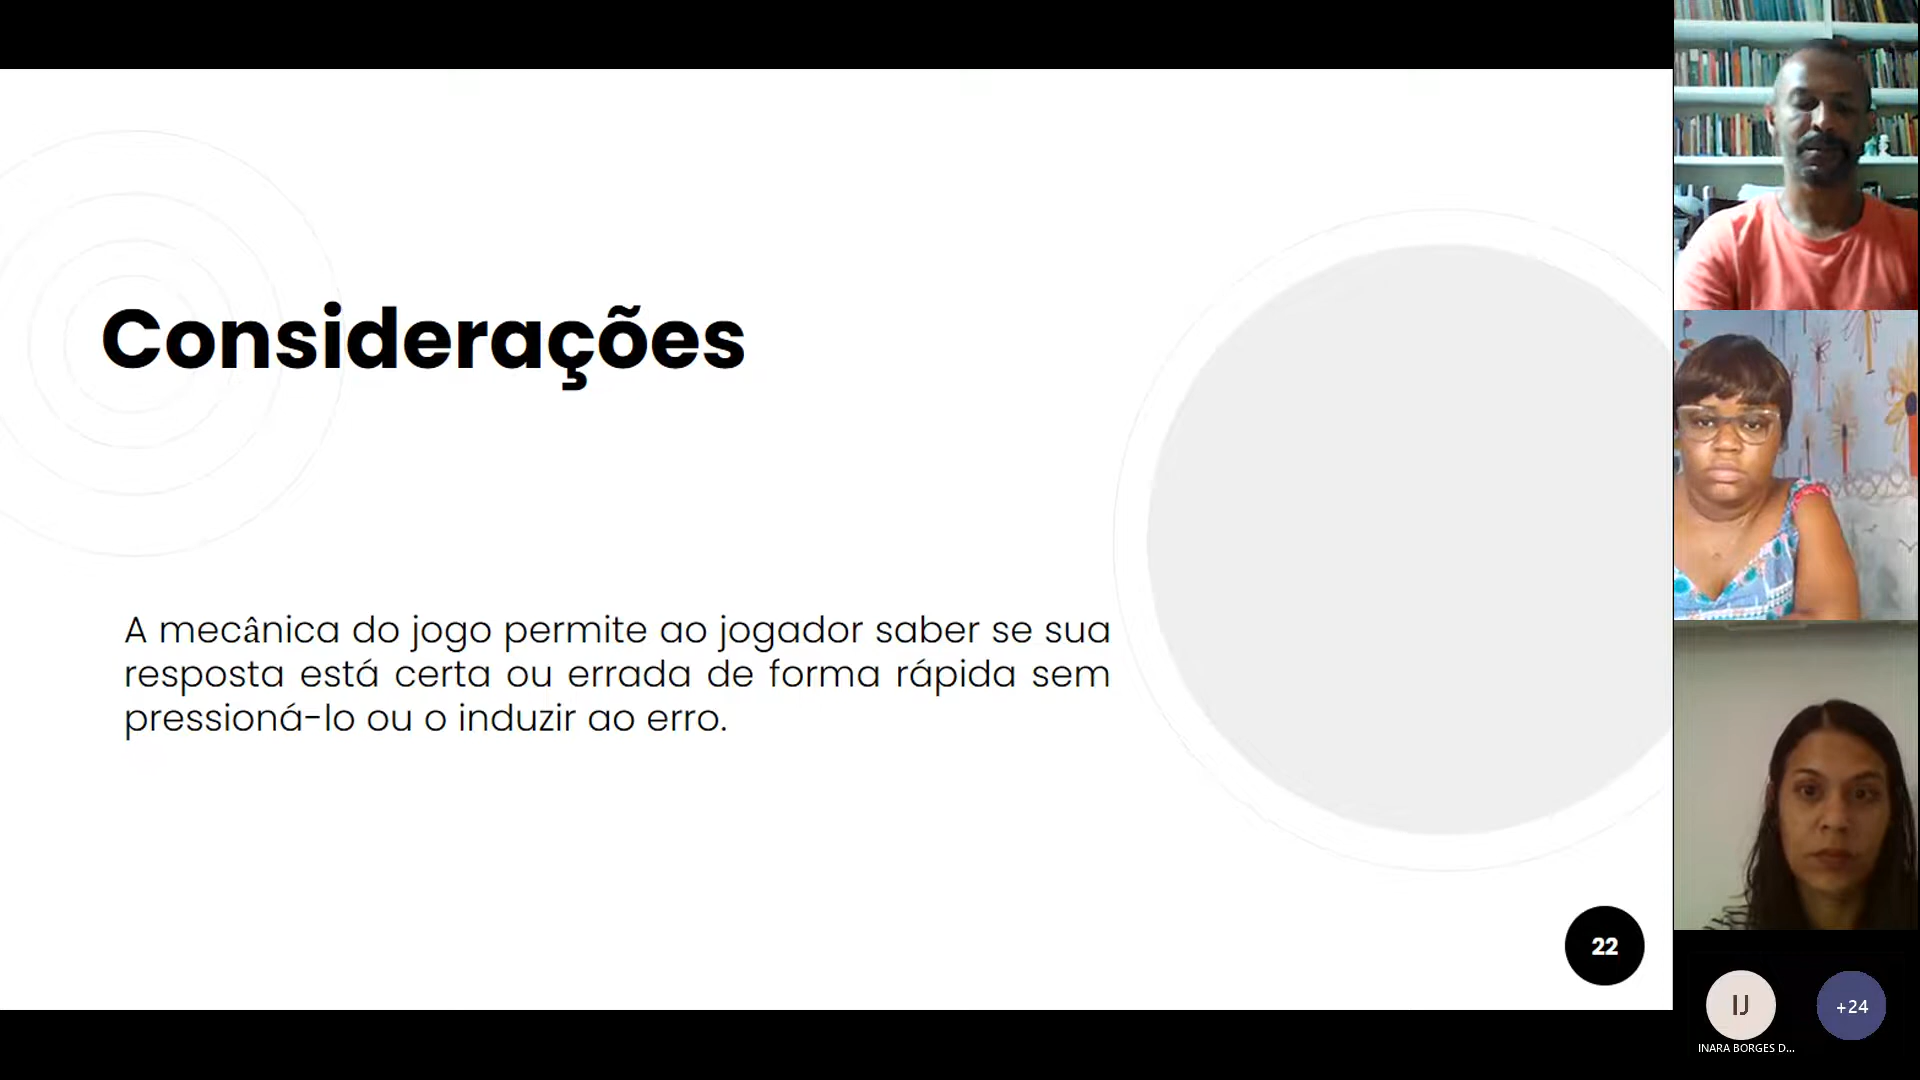 Considerações
A mecânica do jogo permite ao jogador saber se sua
resposta está certa ou errada de forma rápida sem
pressioná-lo ou o induzir ao erro.
22
IJ
+24
INARA BORGES D...